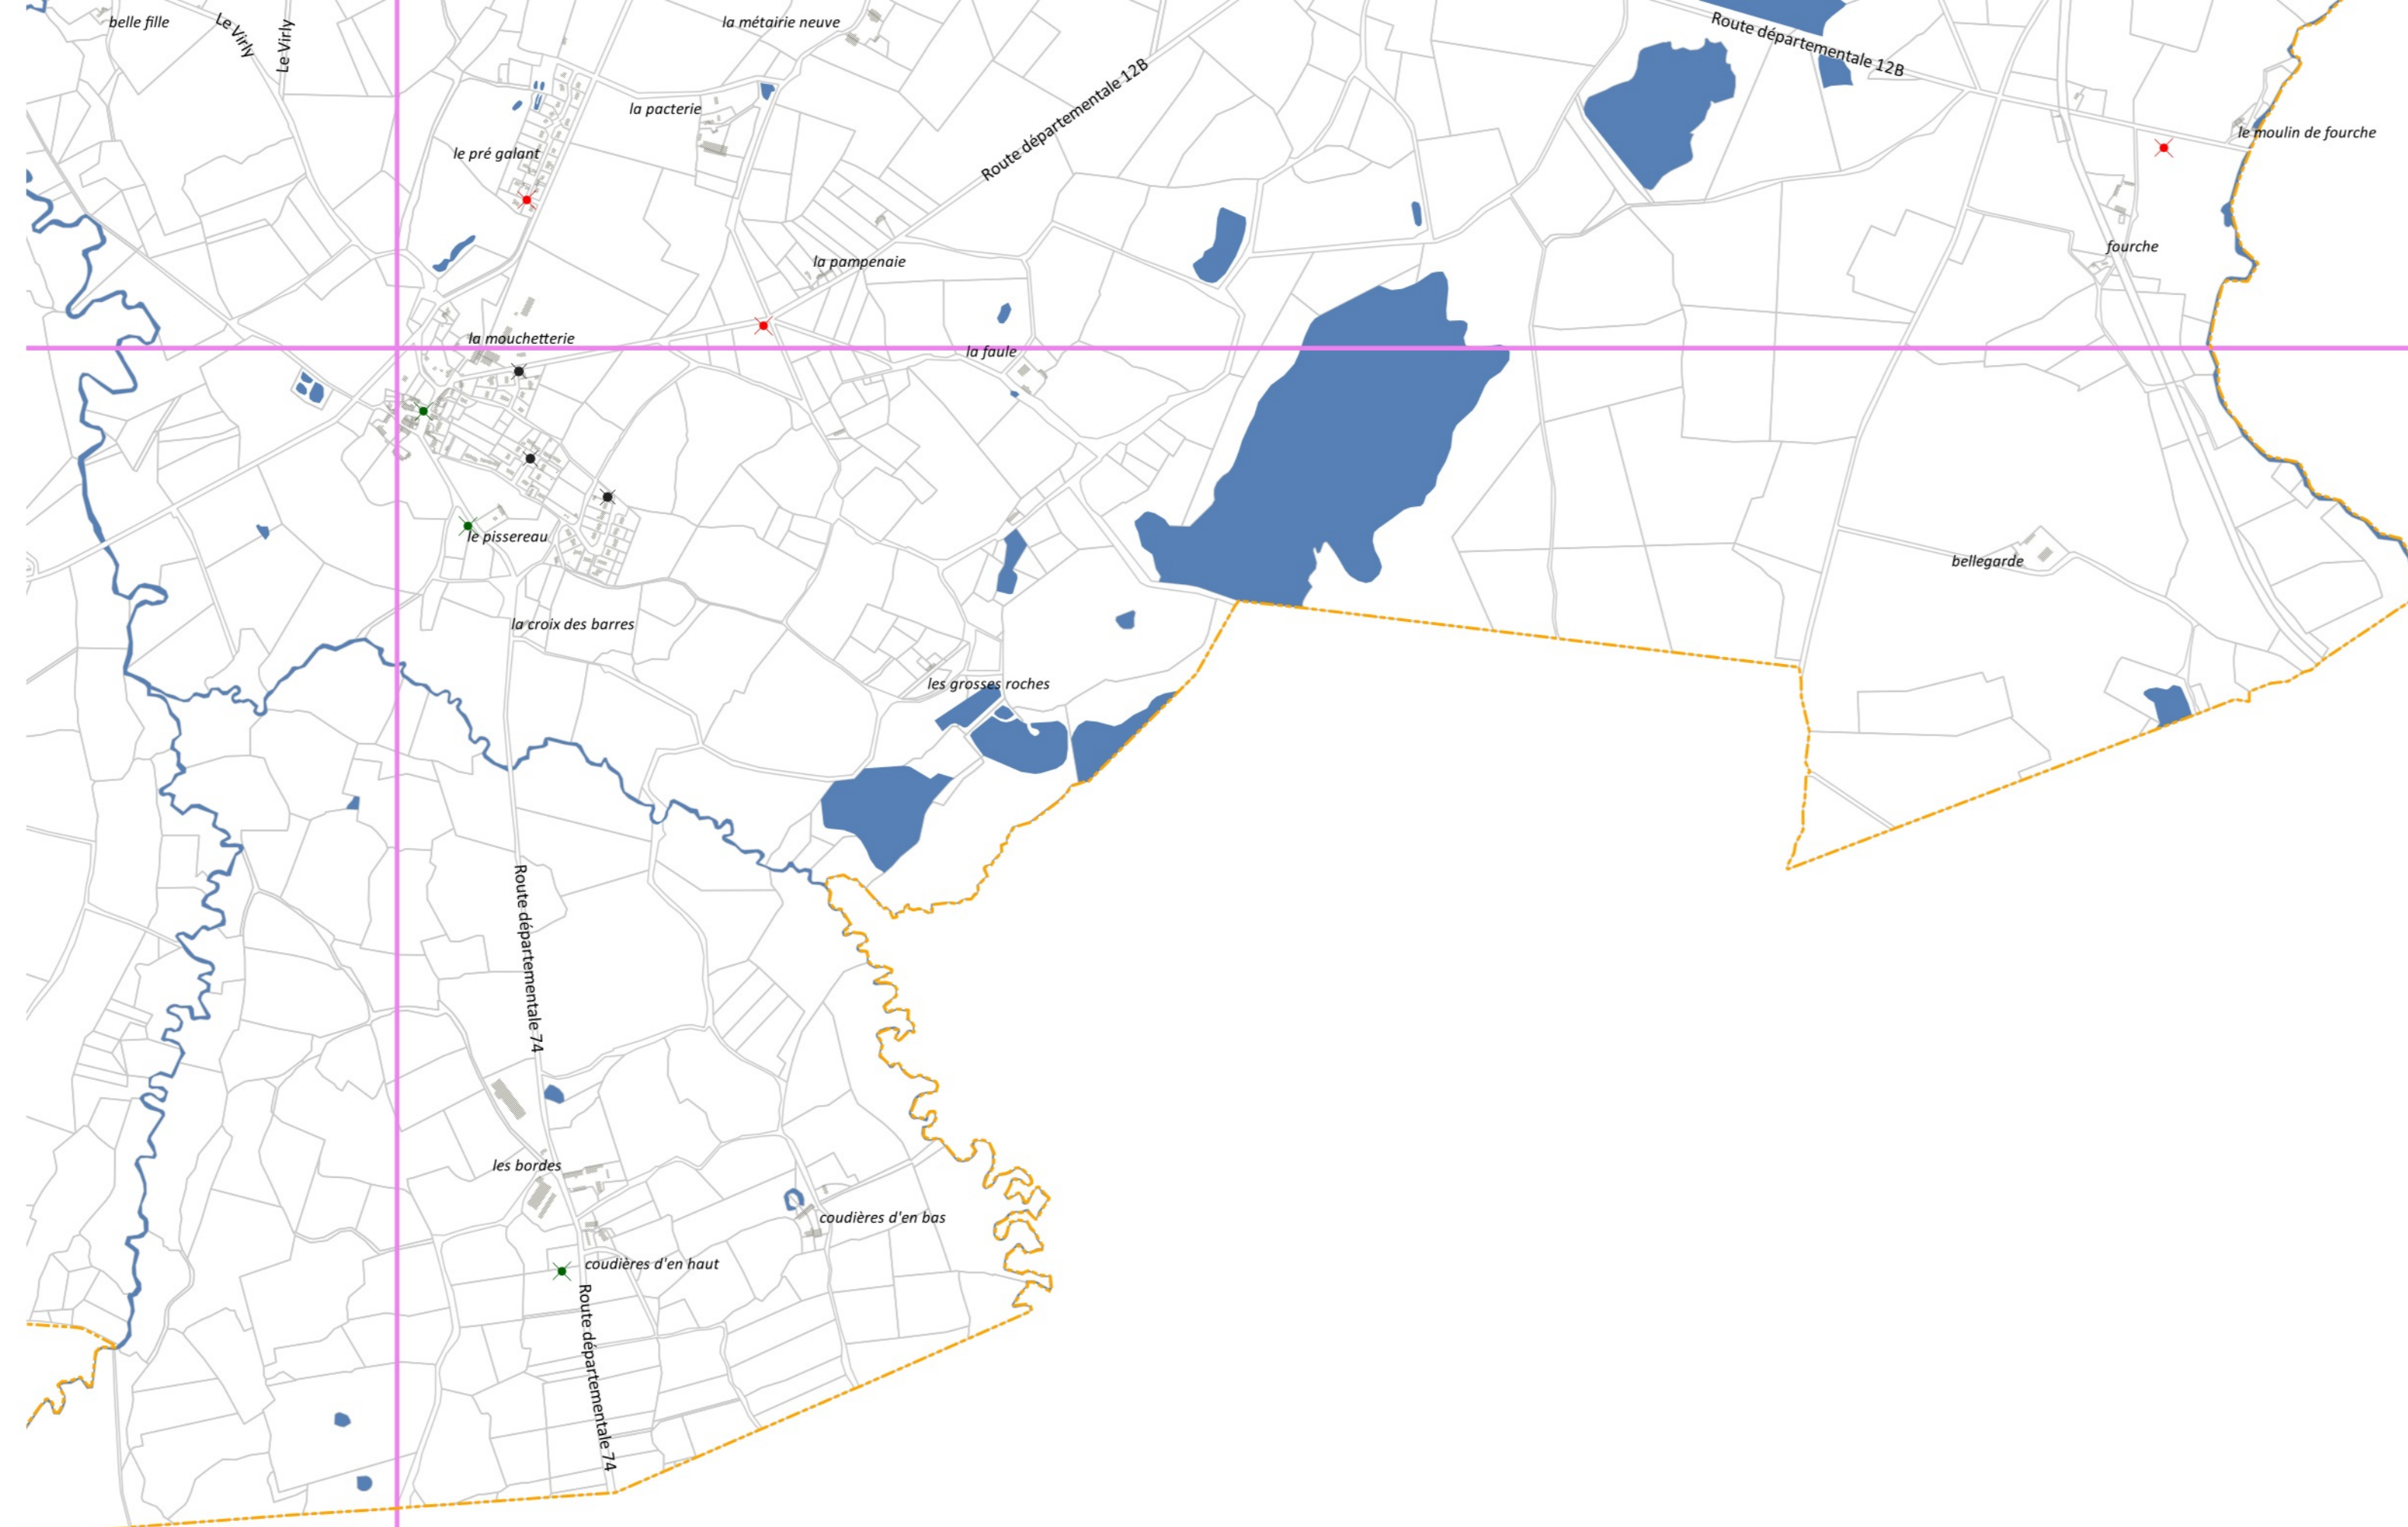 belle fille
Le Virly
Le Virly
la métairie neuve
Route départementale 12B
la pacterie
Route départementale 12B
le moulin de fourche
le pré galant
fourche
la pampenaie
la mouchetterie
la faule
le pissereau
bellegarde
la croix des barres
les grosses roches
Route départementale 74
les bordes
coudières d'en bas
coudières d'en haut
Route départementale 74